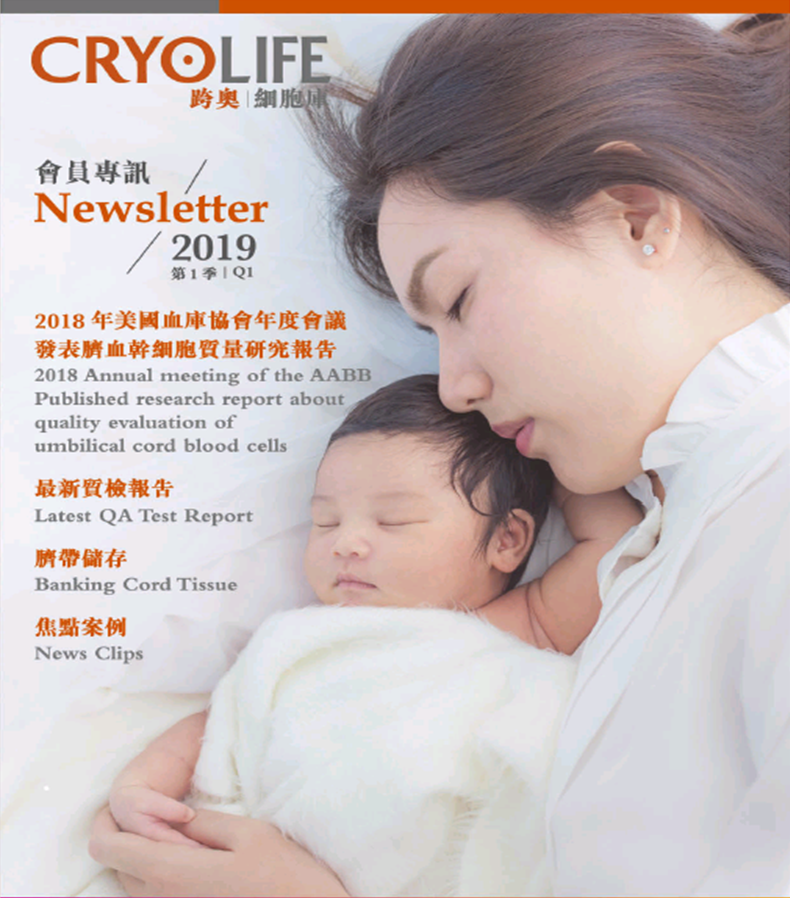 CRYOLIFE
跨奧｜細胞庫
會員專訊
Newsletter
2019
第1季｜Q1
2018 年美國血庫協會年度會議
發表臍血幹細胞質量研究報告
2018 Annual meeting of the AABB
Published research report about
quality evaluation of
umbilical cord blood cells
最新質檢報告
Latest QA Test Report
臍帶儲存
Banking Cord Tissue
焦點案例
News Clips